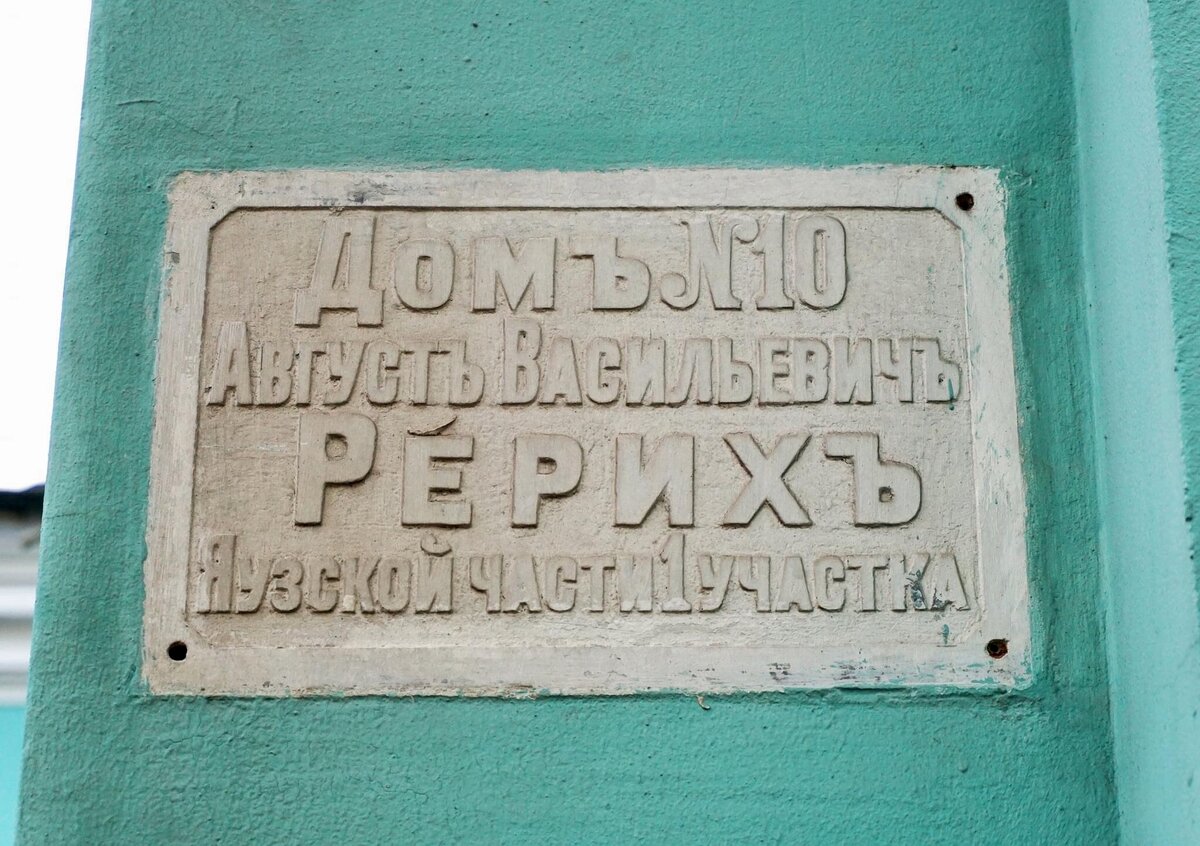 Домъ №10
Августъ Васильевичъ
Рéрихъ
Яузской части 1 участка